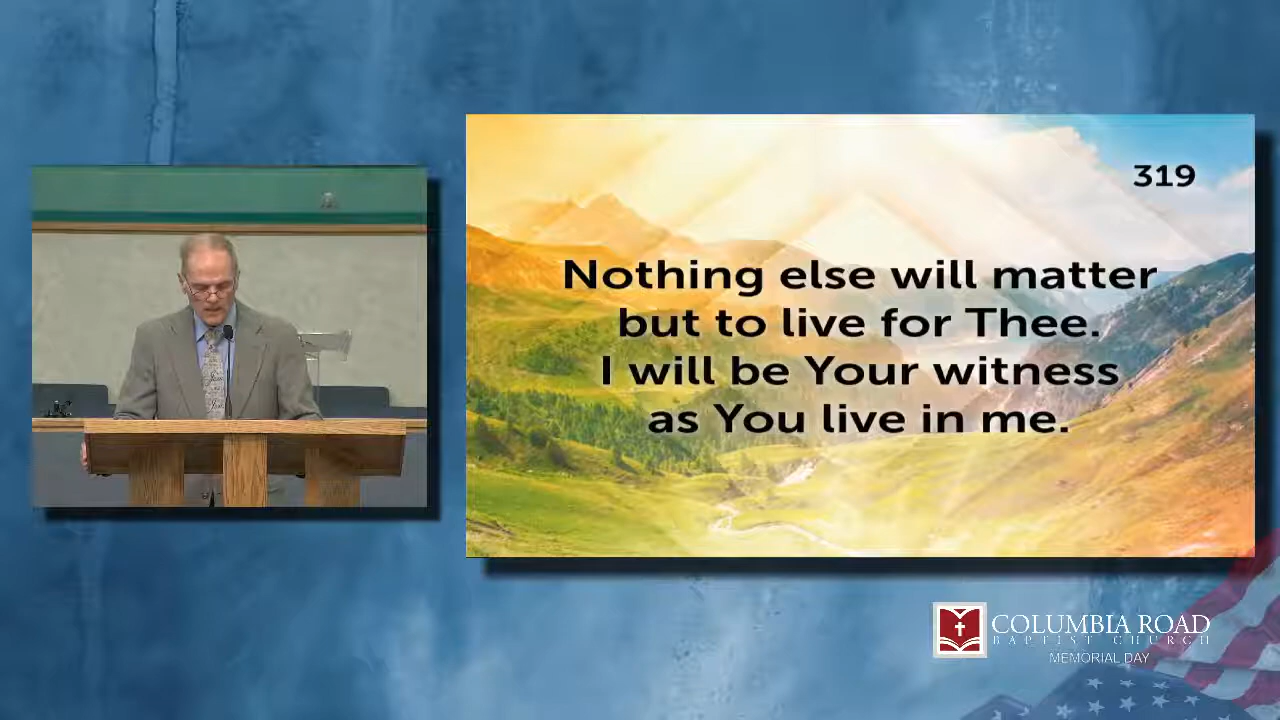 319
Nothing else will matter
but to live for Thee.
I will be Your witness
as You live in me.
COLUMBIA ROAD
BAPTIST CHURCH
MEMORIAL DAY